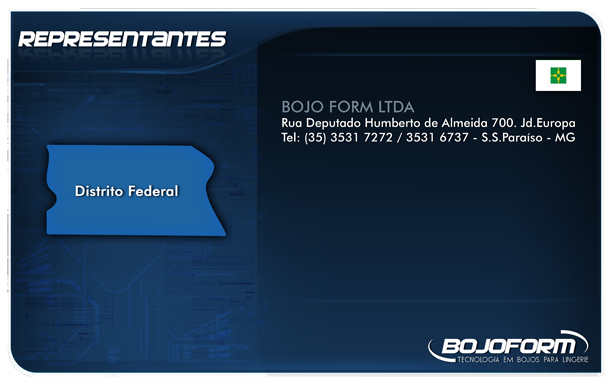 REPRESENTANTES
BOJO FORM LTDA
Rua Deputado Humberto de Almeida 700. Jd.Europa
Tel: (35) 3531 7272 / 3531 6737 - S.S.Paraíso - MG
Distrito Federal
BOJOFORM
TECNOLOGIA EM BOJOS PARA LINGERIE